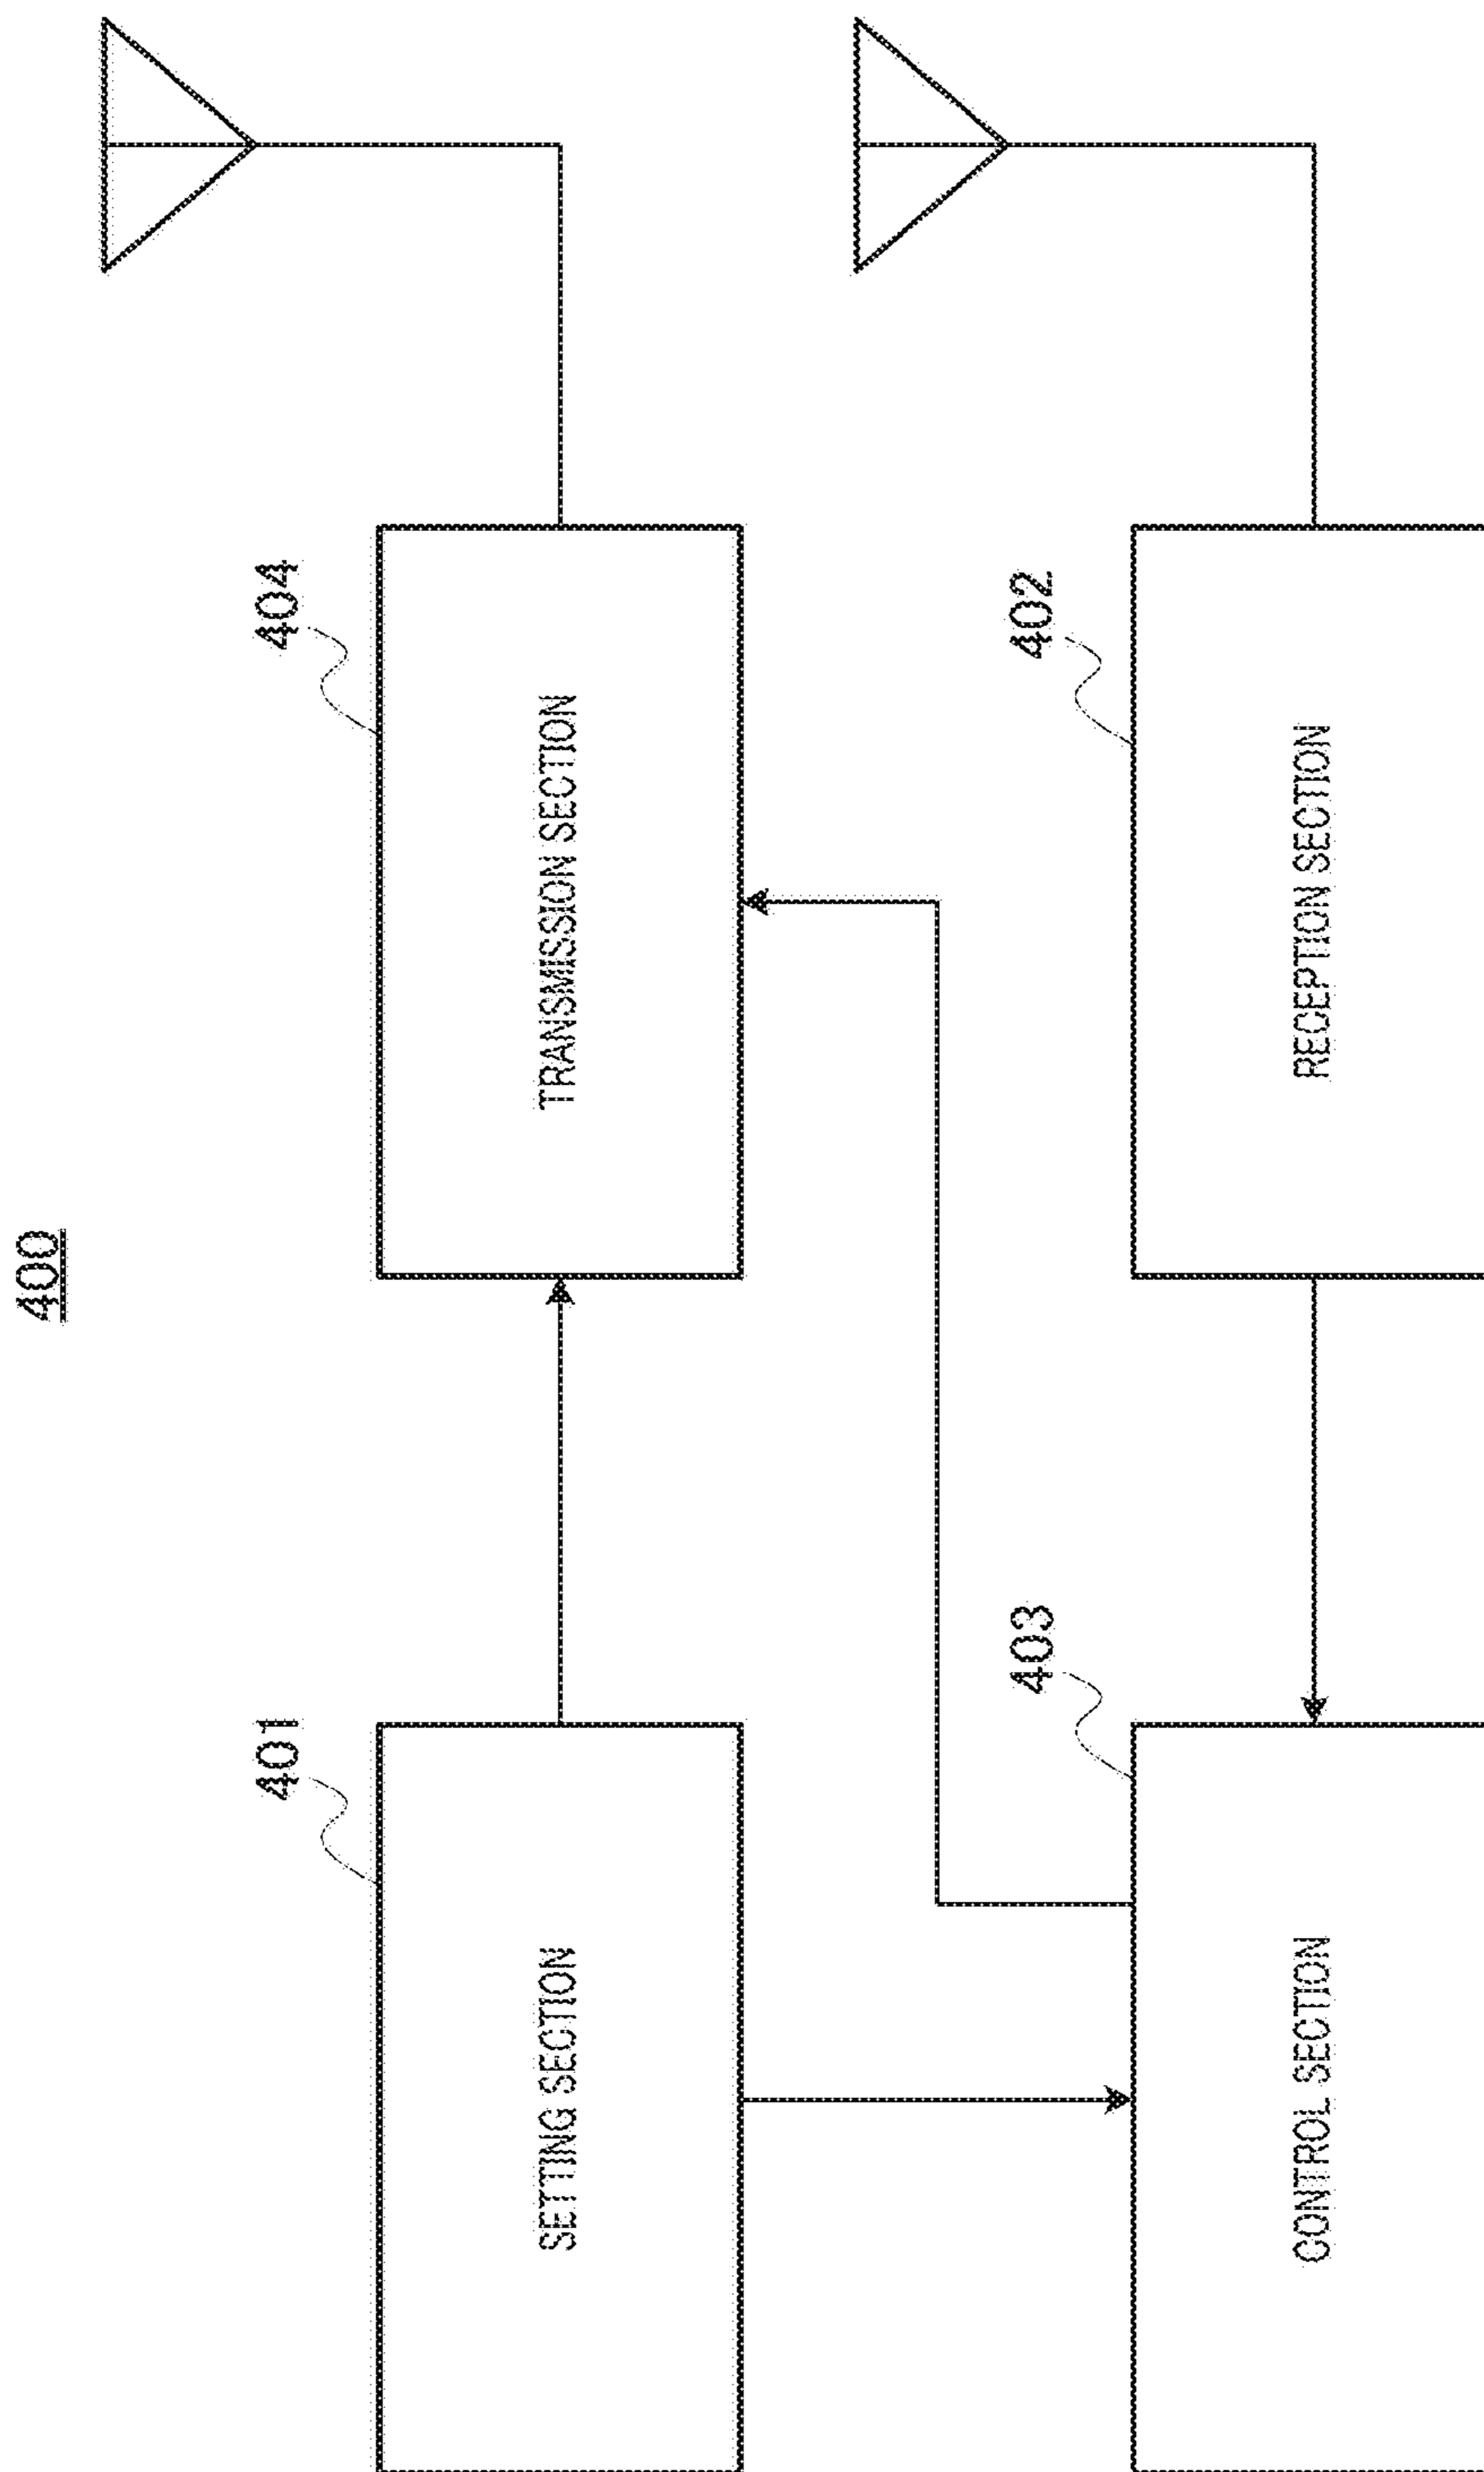 400
401
SETTING SECTION
404
TRANSMISSION SECTION
403
CONTROL SECTION
402
RECEPTION SECTION